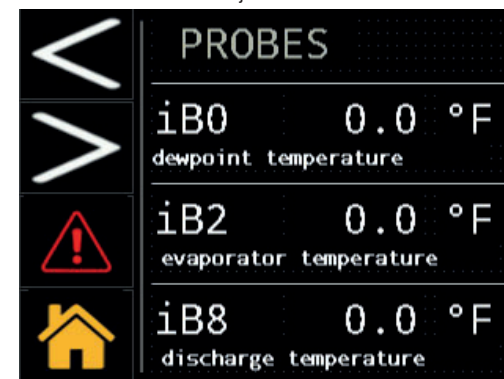 PROBES
iB0 0.0 °F
dewpoint temperature
iB2 0.0 °F
evaporator temperature
iB8 0.0 °F
discharge temperature